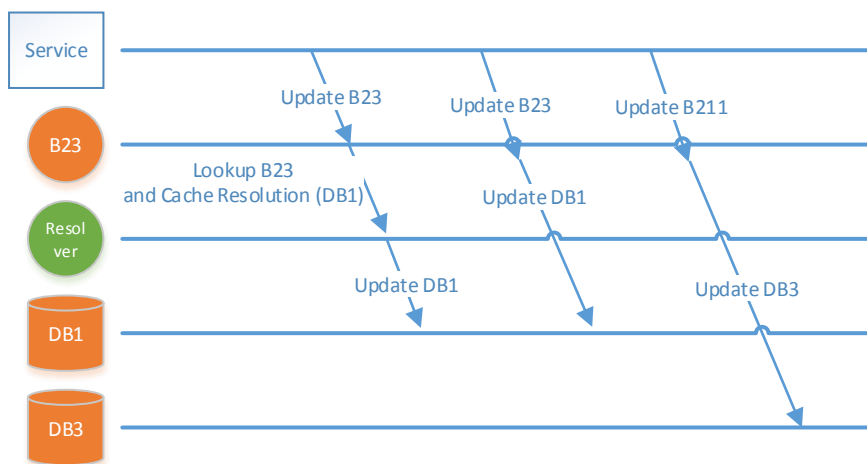 Service
Update B23
Update B23
Update B211
B23
Lookup B23
and Cache Resolution (DB1)
Update DB1
Resol
ver
Update DB1
Update DB3
DB1
DB3